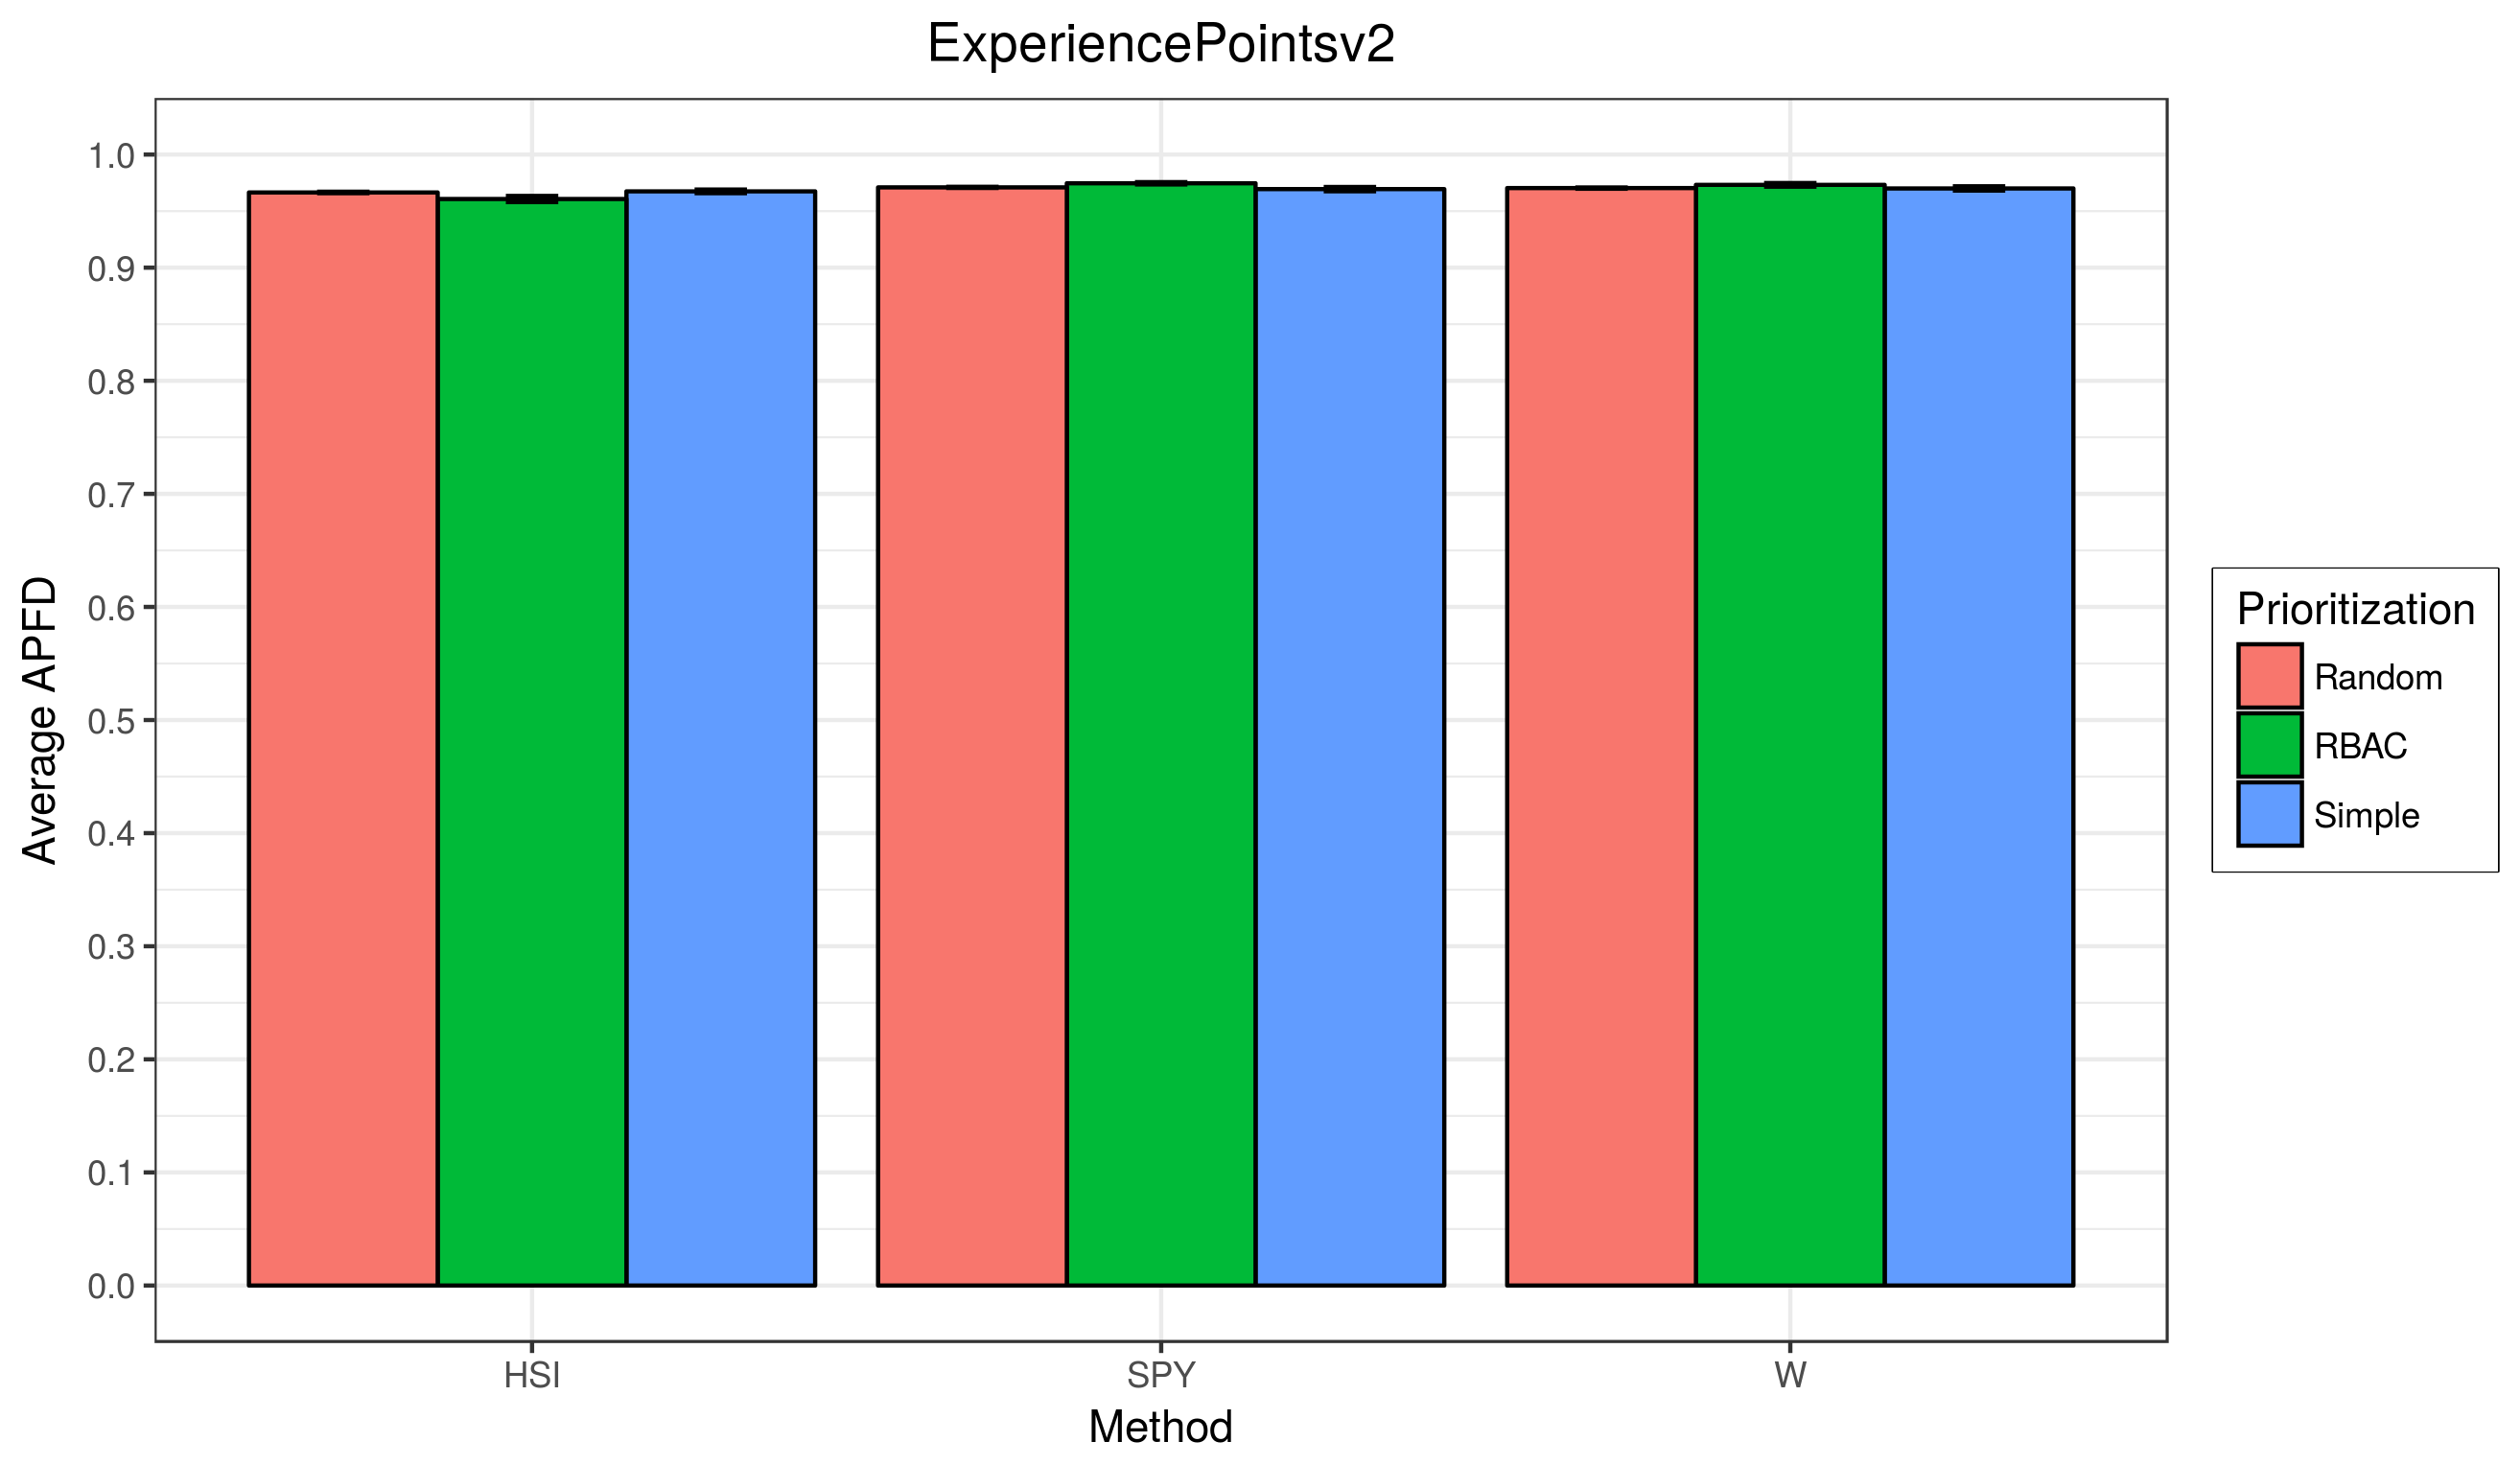 ExperiencePointsv2
Average APFD
1.0
0.9
0.8
0.7
0.6
0.5
0.4
0.3
0.2
0.1
0.0
HSI
SPY
W
Method
Prioritization
Random
RBAC
Simple